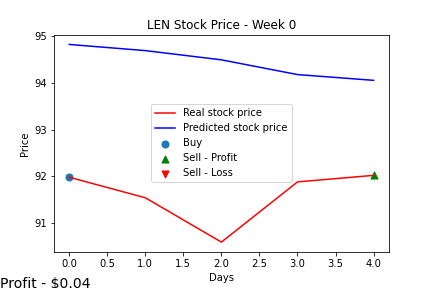 LEN Stock Price - Week 0
95
94
93
92
91
Price
Real stock price
Predicted stock price
Buy
Sell - Profit
Sell - Loss
0.0 0.5 1.0 1.5 2.0 2.5 3.0 3.5 4.0
Days
Profit - $0.04